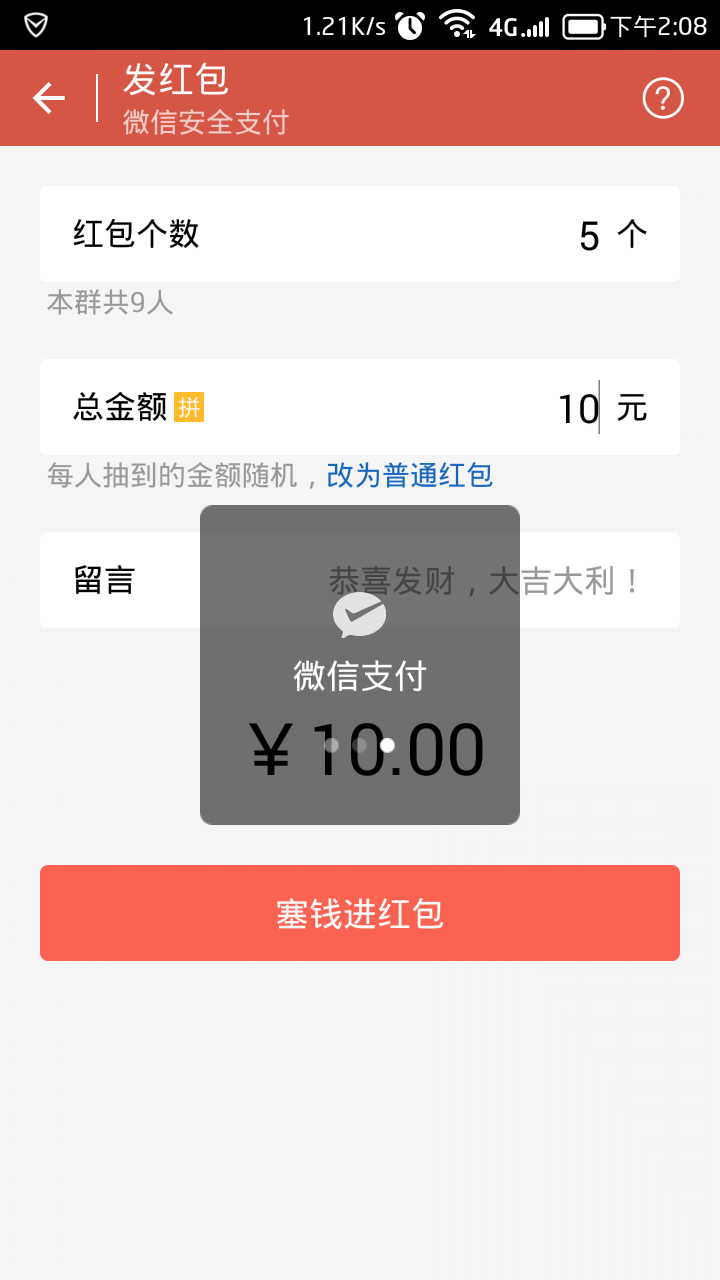 1.21K/s 4G 下午2:08
发红包
微信安全支付
?
红包个数 5 个
本群共9人
总金额 拼 10 元
每人抽到的金额随机，改为普通红包
留言 恭喜发财，大吉大利！
微信支付
￥10.00
塞钱进红包